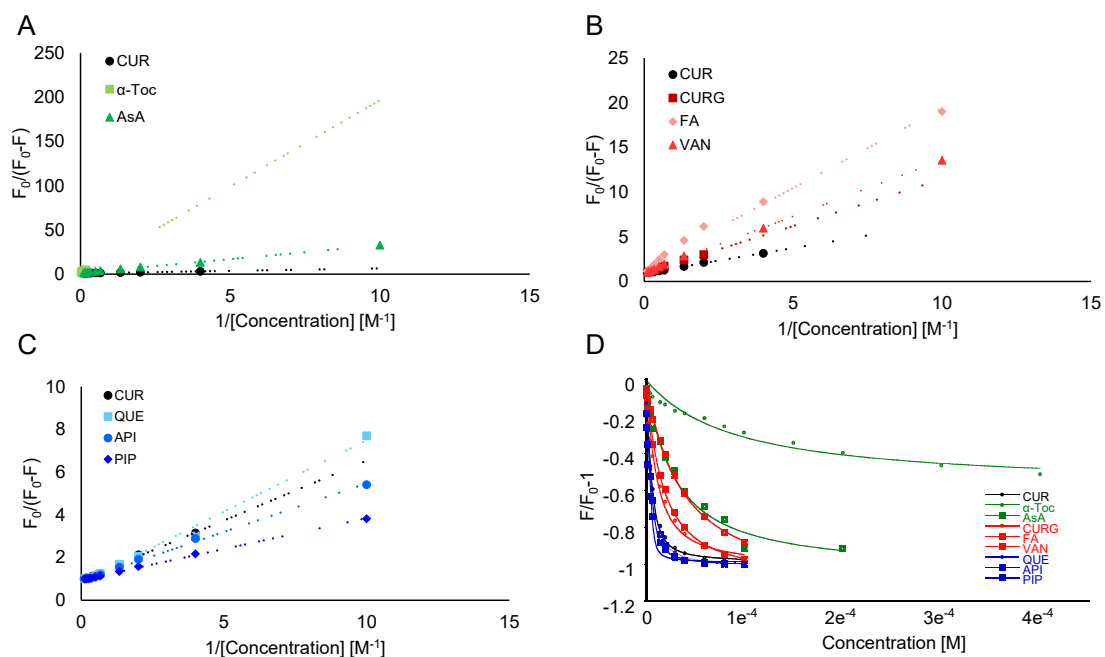 A
F₀/(F₀-F)
250
200
150
100
50
0
CUR
α-Toc
AsA
0
5
10
15
1/[Concentration] [M⁻¹]
B
F₀/(F₀-F)
25
20
15
10
5
0
CUR
CURG
FA
VAN
0
5
10
15
1/[Concentration] [M⁻¹]
C
F₀/(F₀-F)
10
8
6
4
2
0
CUR
QUE
API
PIP
0
5
10
15
1/[Concentration] [M⁻¹]
D
F/F₀-1
0
-0.2
-0.4
-0.6
-0.8
-1
-1.2
CUR
α-Toc
AsA
CURG
FA
VAN
QUE
API
PIP
0
1e⁻⁴
2e⁻⁴
3e⁻⁴
4e⁻⁴
Concentration [M]